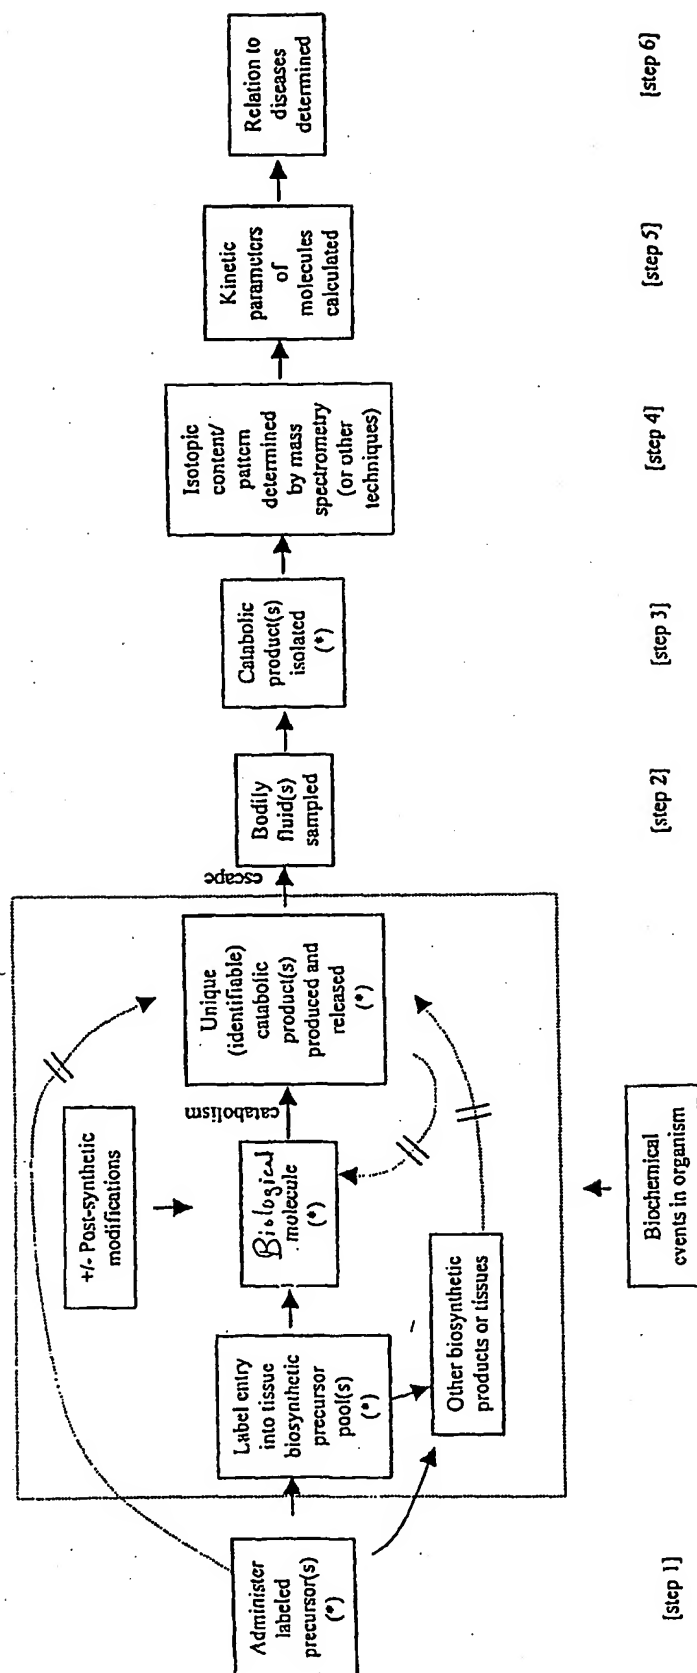 Administer
labeled
precursor(s)
(*)
Label entry
into tissue
biosynthetic
precursor
pool(s)
(*)
+/- Post-synthetic
modifications
Biological
molecule
(*)
Other biosynthetic
products or tissues
catabolism
Unique
(identifiable)
catabolic
product(s)
produced and
released
(*)
escape
Biochemical
events in organism
Bodily
fluid(s)
sampled
Catabolic
product(s)
isolated
(*)
Isotopic
content/
pattern
determined
by mass
spectrometry
(or other
techniques)
Kinetic
parameters
of
molecules
calculated
Relation to
diseases
determined
[step 1]
[step 2]
[step 3]
[step 4]
[step 5]
[step 6]